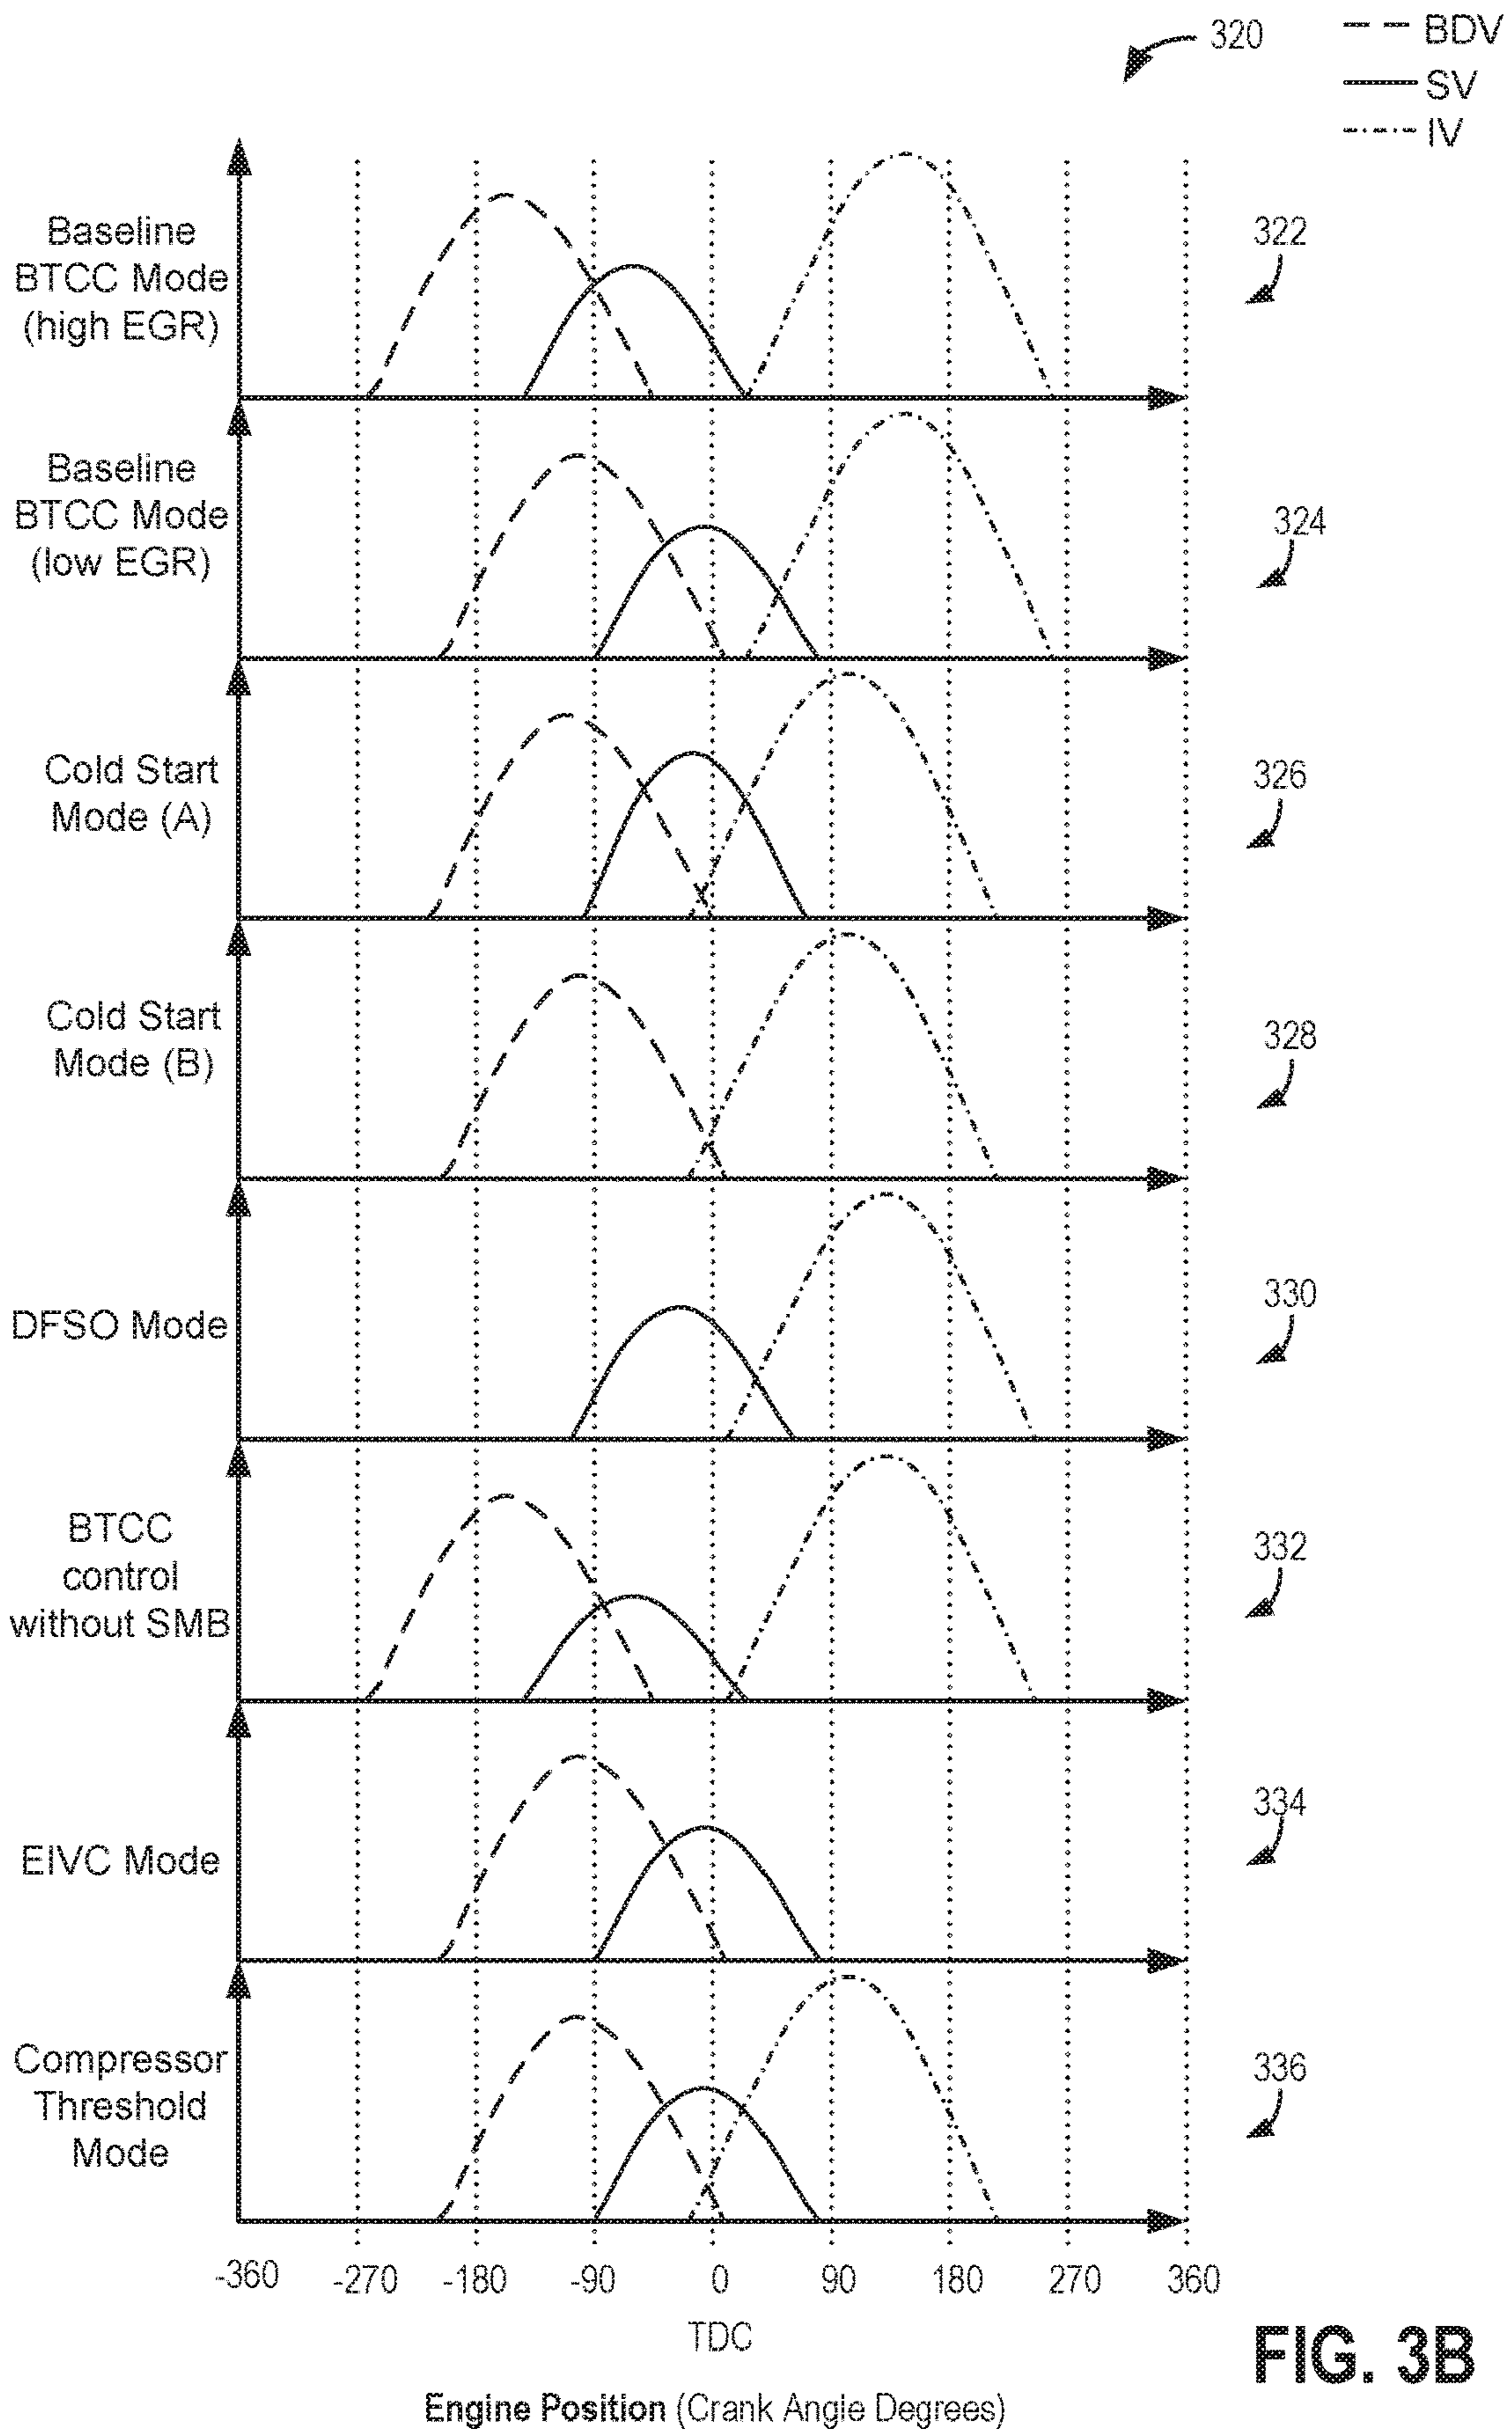 320
BDV
SV
IV
Baseline
BTCC Mode
(high EGR)
322
Baseline
BTCC Mode
(low EGR)
324
Cold Start
Mode (A)
326
Cold Start
Mode (B)
328
DFSO Mode
330
BTCC
control
without SMB
332
EIVC Mode
334
Compressor
Threshold
Mode
336
-360 -270 -180 -90 0 90 180 270 360
TDC
Engine Position (Crank Angle Degrees)
FIG. 3B